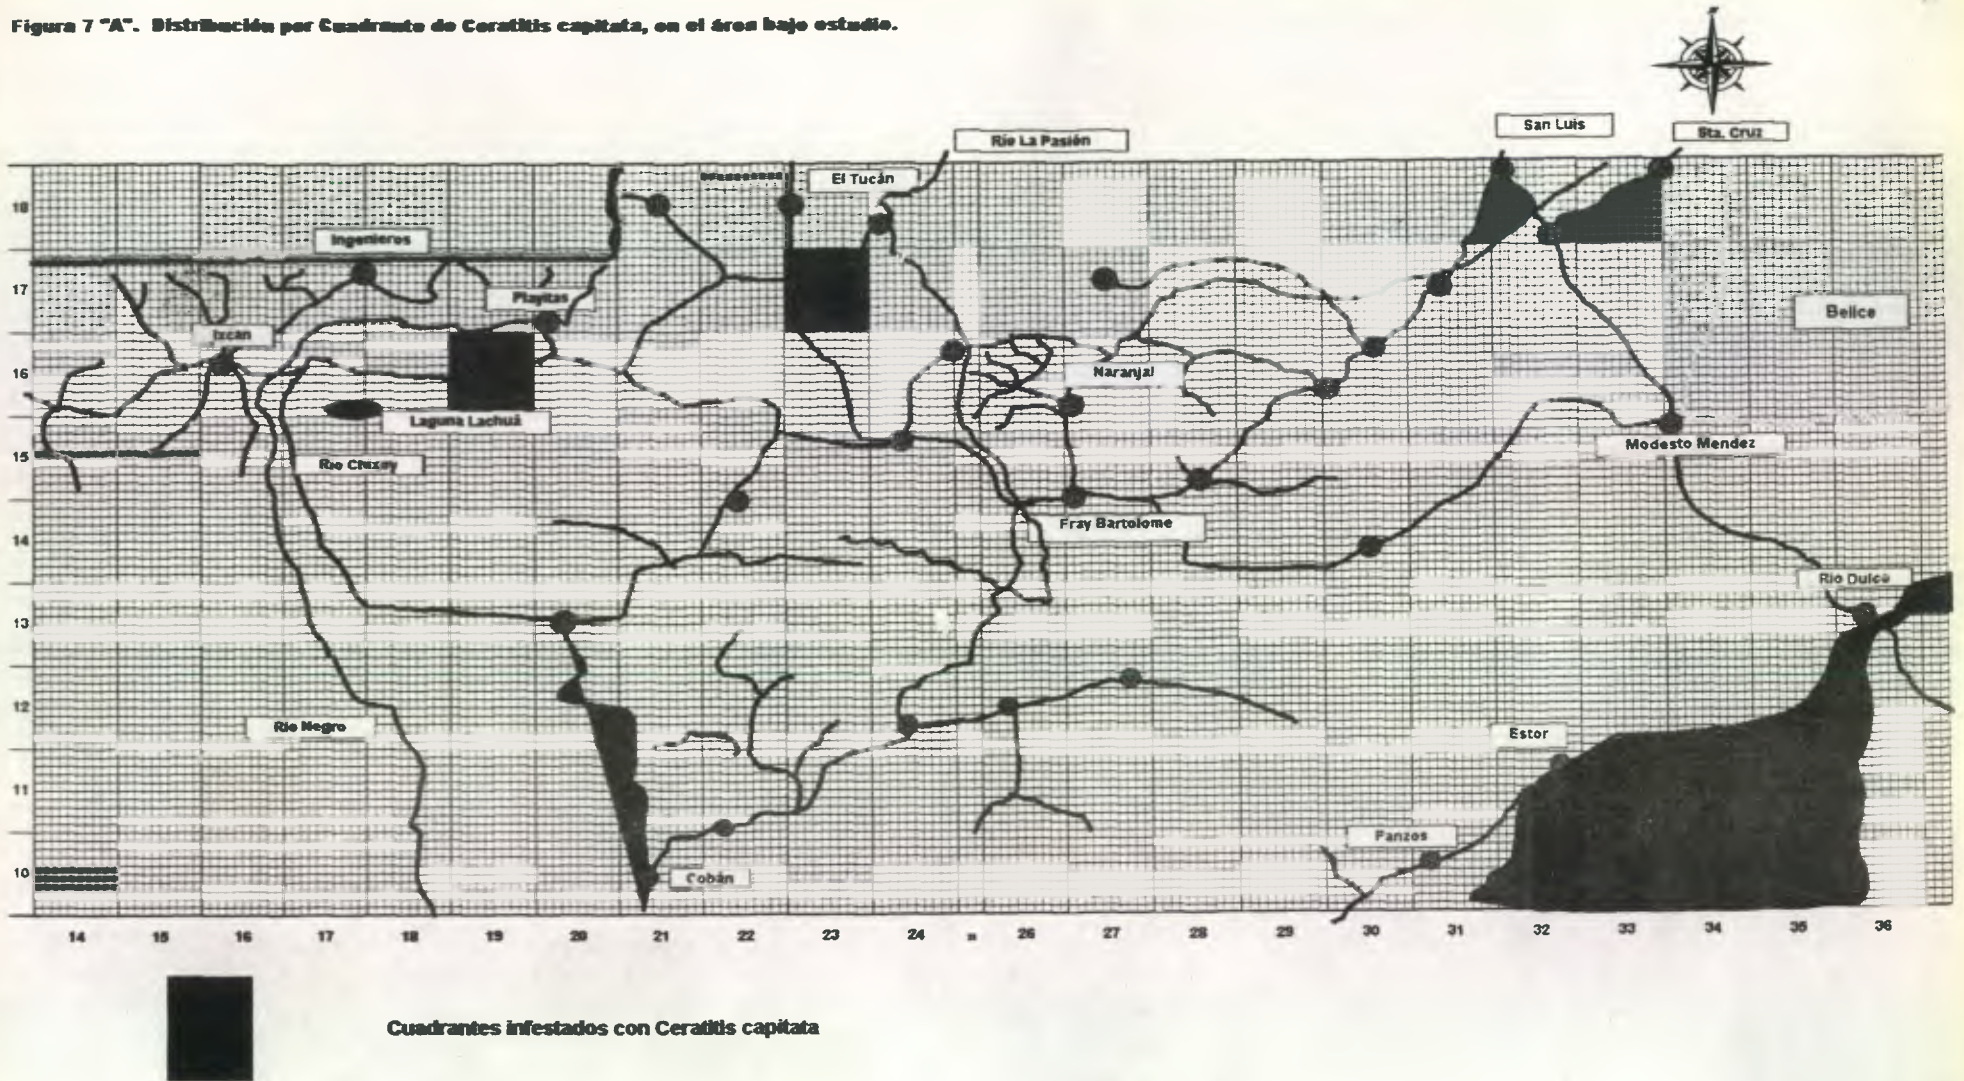 Figura 7 "A". Distribución por Cuadrante de Ceratitis capitata, en el área bajo estudio.
San Luis
Sta. Cruz
Río La Pasión
El Tucán
18
Ingenieros
17
Playitas
Belice
Ixcan
16
Naranjal
Laguna Lachuá
Modesto Mendez
15
Rio Chixoy
Fray Bartolome
14
Rio Dulce
13
12
Rio Negro
Estor
11
Panzos
10
Cobán
14 15 16 17 18 19 20 21 22 23 24 26 27 28 29 30 31 32 33 34 35 36
Cuadrantes infestados con Ceratitis capitata